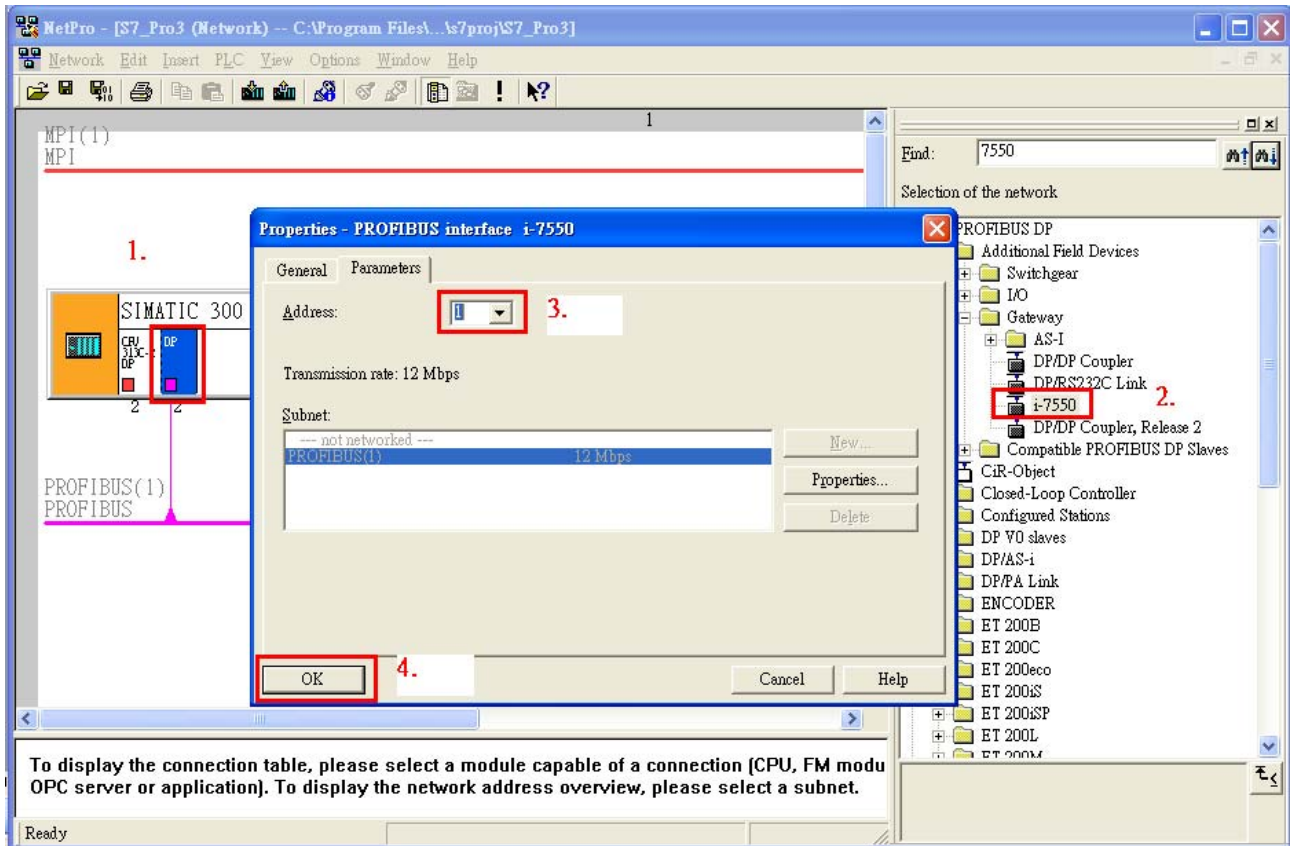 NetPro - [S7_Pro3 (Network) -- C:\Program Files\...\s7proj\S7_Pro3]
Network Edit Insert PLC View Options Window Help
1
MPI(1)
MPI
1.
SIMATIC 300
CPU
313C-2
DP
DP
2 2
PROFIBUS(1)
PROFIBUS
Properties - PROFIBUS interface i-7550
General Parameters
Address: 1 3.
Transmission rate: 12 Mbps
Subnet:
--- not networked ---
PROFIBUS(1) 12 Mbps
New...
Properties...
Delete
OK 4. Cancel Help
Find: 7550
Selection of the network
PROFIBUS DP
Additional Field Devices
Switchgear
I/O
Gateway
AS-I
DP/DP Coupler
DP/RS232C Link
i-7550 2.
DP/DP Coupler, Release 2
Compatible PROFIBUS DP Slaves
CiR-Object
Closed-Loop Controller
Configured Stations
DP V0 slaves
DP/AS-i
DP/PA Link
ENCODER
ET 200B
ET 200C
ET 200eco
ET 200iS
ET 200iSP
ET 200L
ET 200M
To display the connection table, please select a module capable of a connection (CPU, FM modu
OPC server or application). To display the network address overview, please select a subnet.
Ready